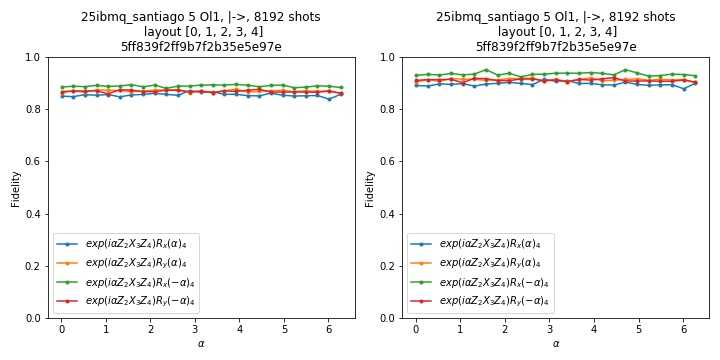 25ibmq_santiago 5 Ol1, |->, 8192 shots
layout [0, 1, 2, 3, 4]
5ff839f2ff9b7f2b35e5e97e
1.0
0.8
0.6
0.4
0.2
0.0
Fidelity
exp(iαZ₂X₃Z₄)Rₓ(α)₄
exp(iαZ₂X₃Z₄)Rᵧ(α)₄
exp(iαZ₂X₃Z₄)Rₓ(−α)₄
exp(iαZ₂X₃Z₄)Rᵧ(−α)₄
0 1 2 3 4 5 6
α
25ibmq_santiago 5 Ol1, |->, 8192 shots
layout [0, 1, 2, 3, 4]
5ff839f2ff9b7f2b35e5e97e
1.0
0.8
0.6
0.4
0.2
0.0
Fidelity
exp(iαZ₂X₃Z₄)Rₓ(α)₄
exp(iαZ₂X₃Z₄)Rᵧ(α)₄
exp(iαZ₂X₃Z₄)Rₓ(−α)₄
exp(iαZ₂X₃Z₄)Rᵧ(−α)₄
0 1 2 3 4 5 6
α